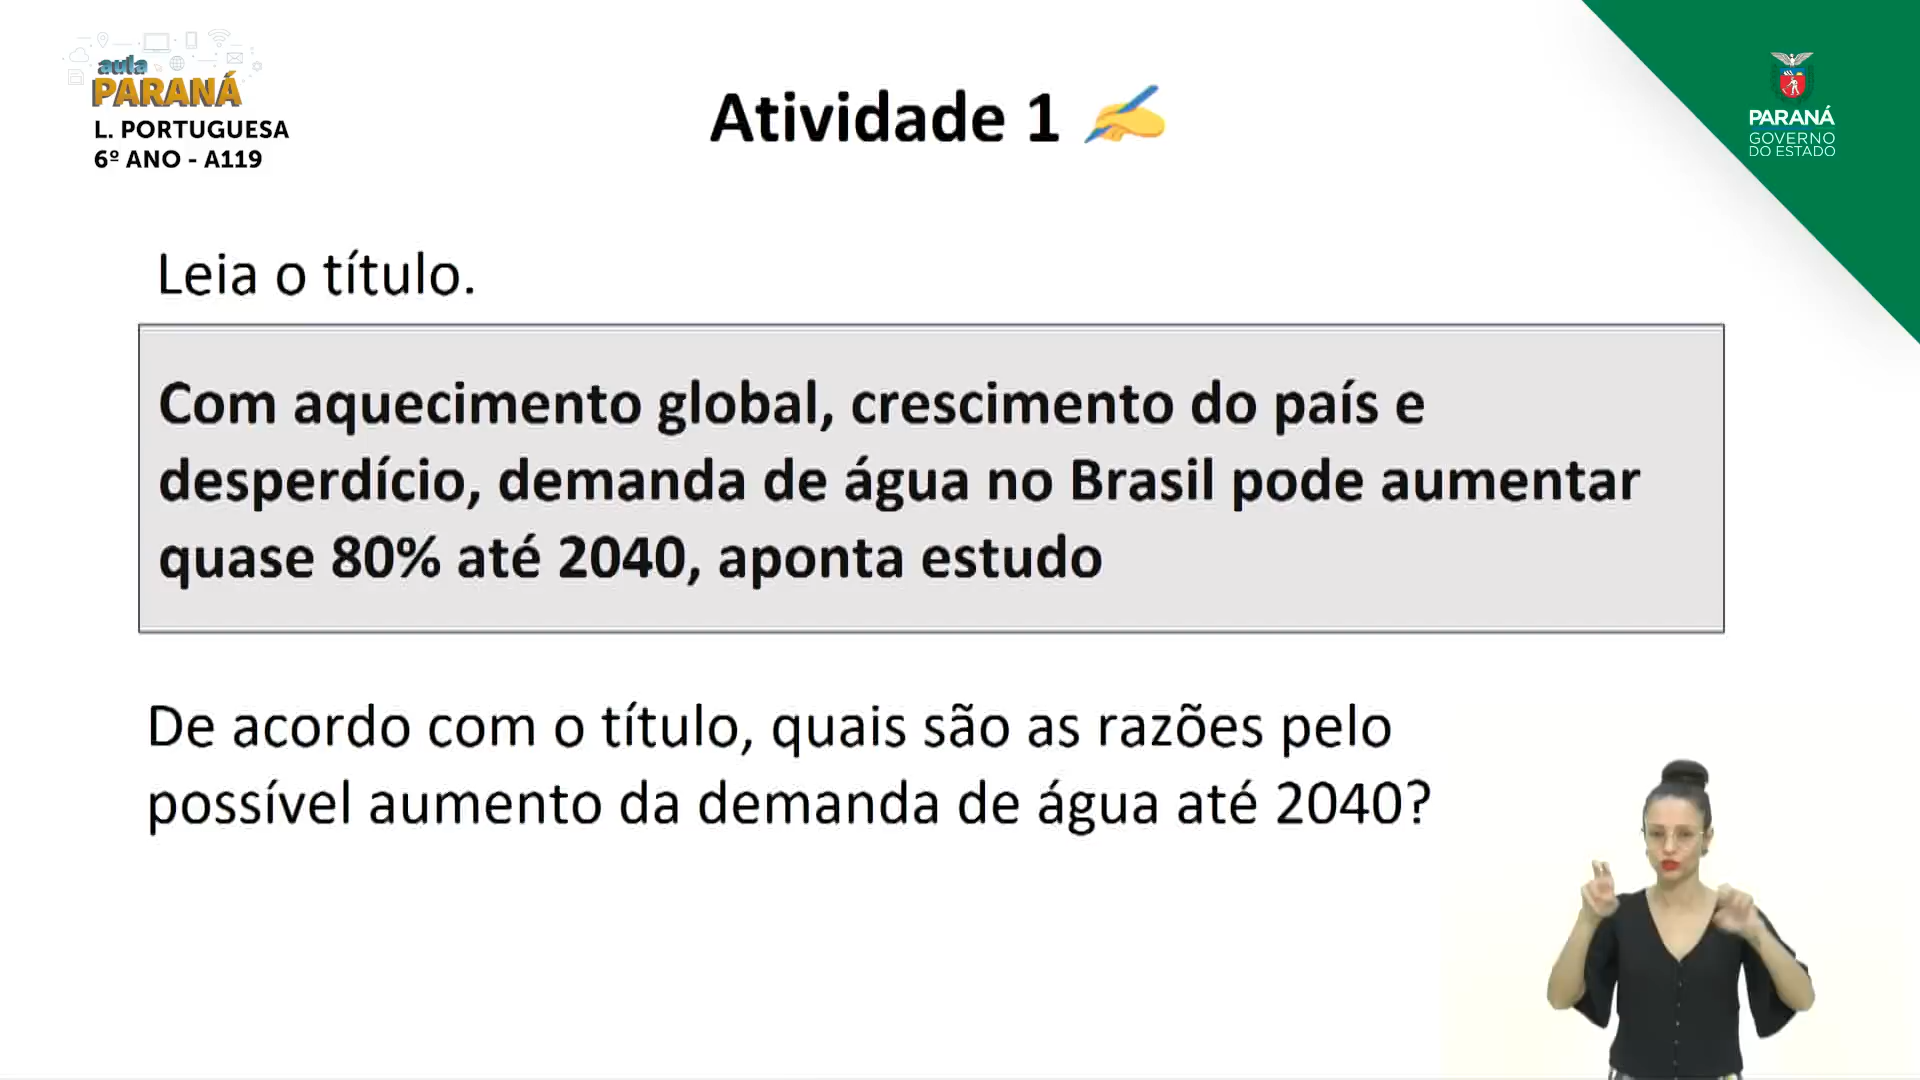 aula
PARANÁ
L. PORTUGUESA
6º ANO - A119
Atividade 1
PARANÁ
GOVERNO
DO ESTADO
Leia o título.
Com aquecimento global, crescimento do país e
desperdício, demanda de água no Brasil pode aumentar
quase 80% até 2040, aponta estudo
De acordo com o título, quais são as razões pelo
possível aumento da demanda de água até 2040?